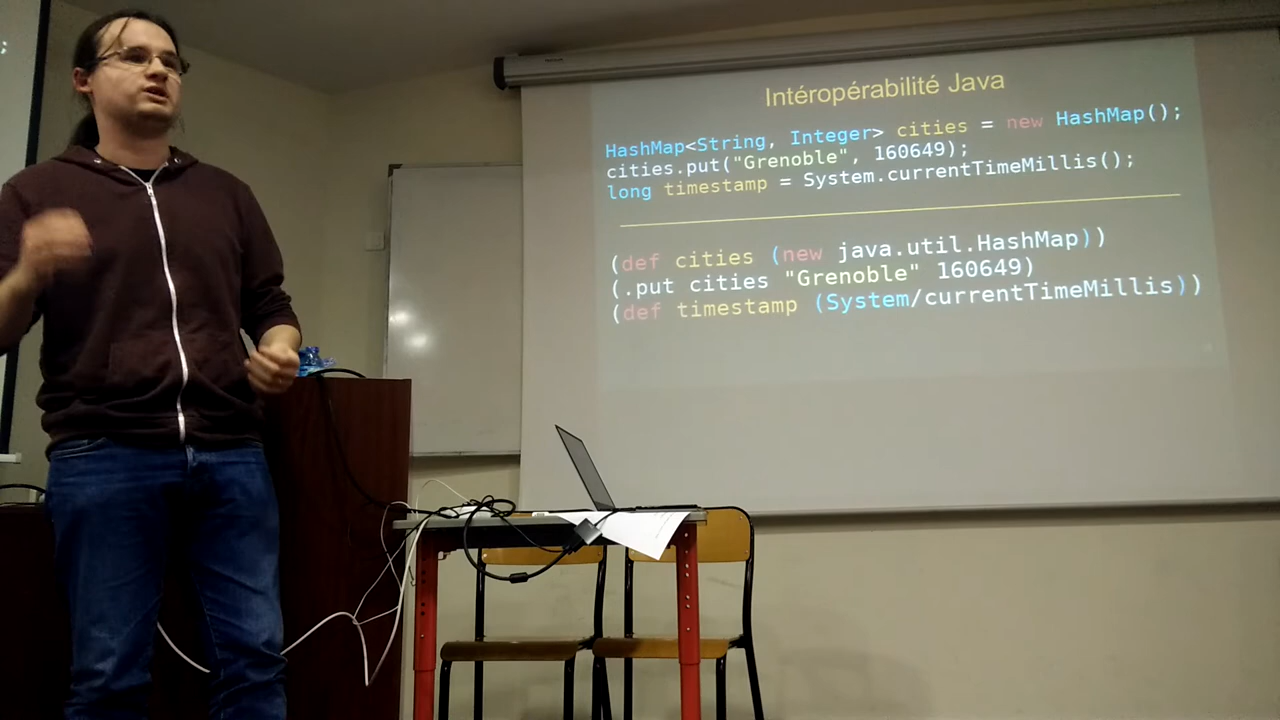 ;
Intéropérabilité Java
HashMap<String, Integer> cities = new HashMap();
cities.put("Grenoble", 160649);
long timestamp = System.currentTimeMillis();
(def cities (new java.util.HashMap))
(.put cities "Grenoble" 160649)
(def timestamp (System/currentTimeMillis))